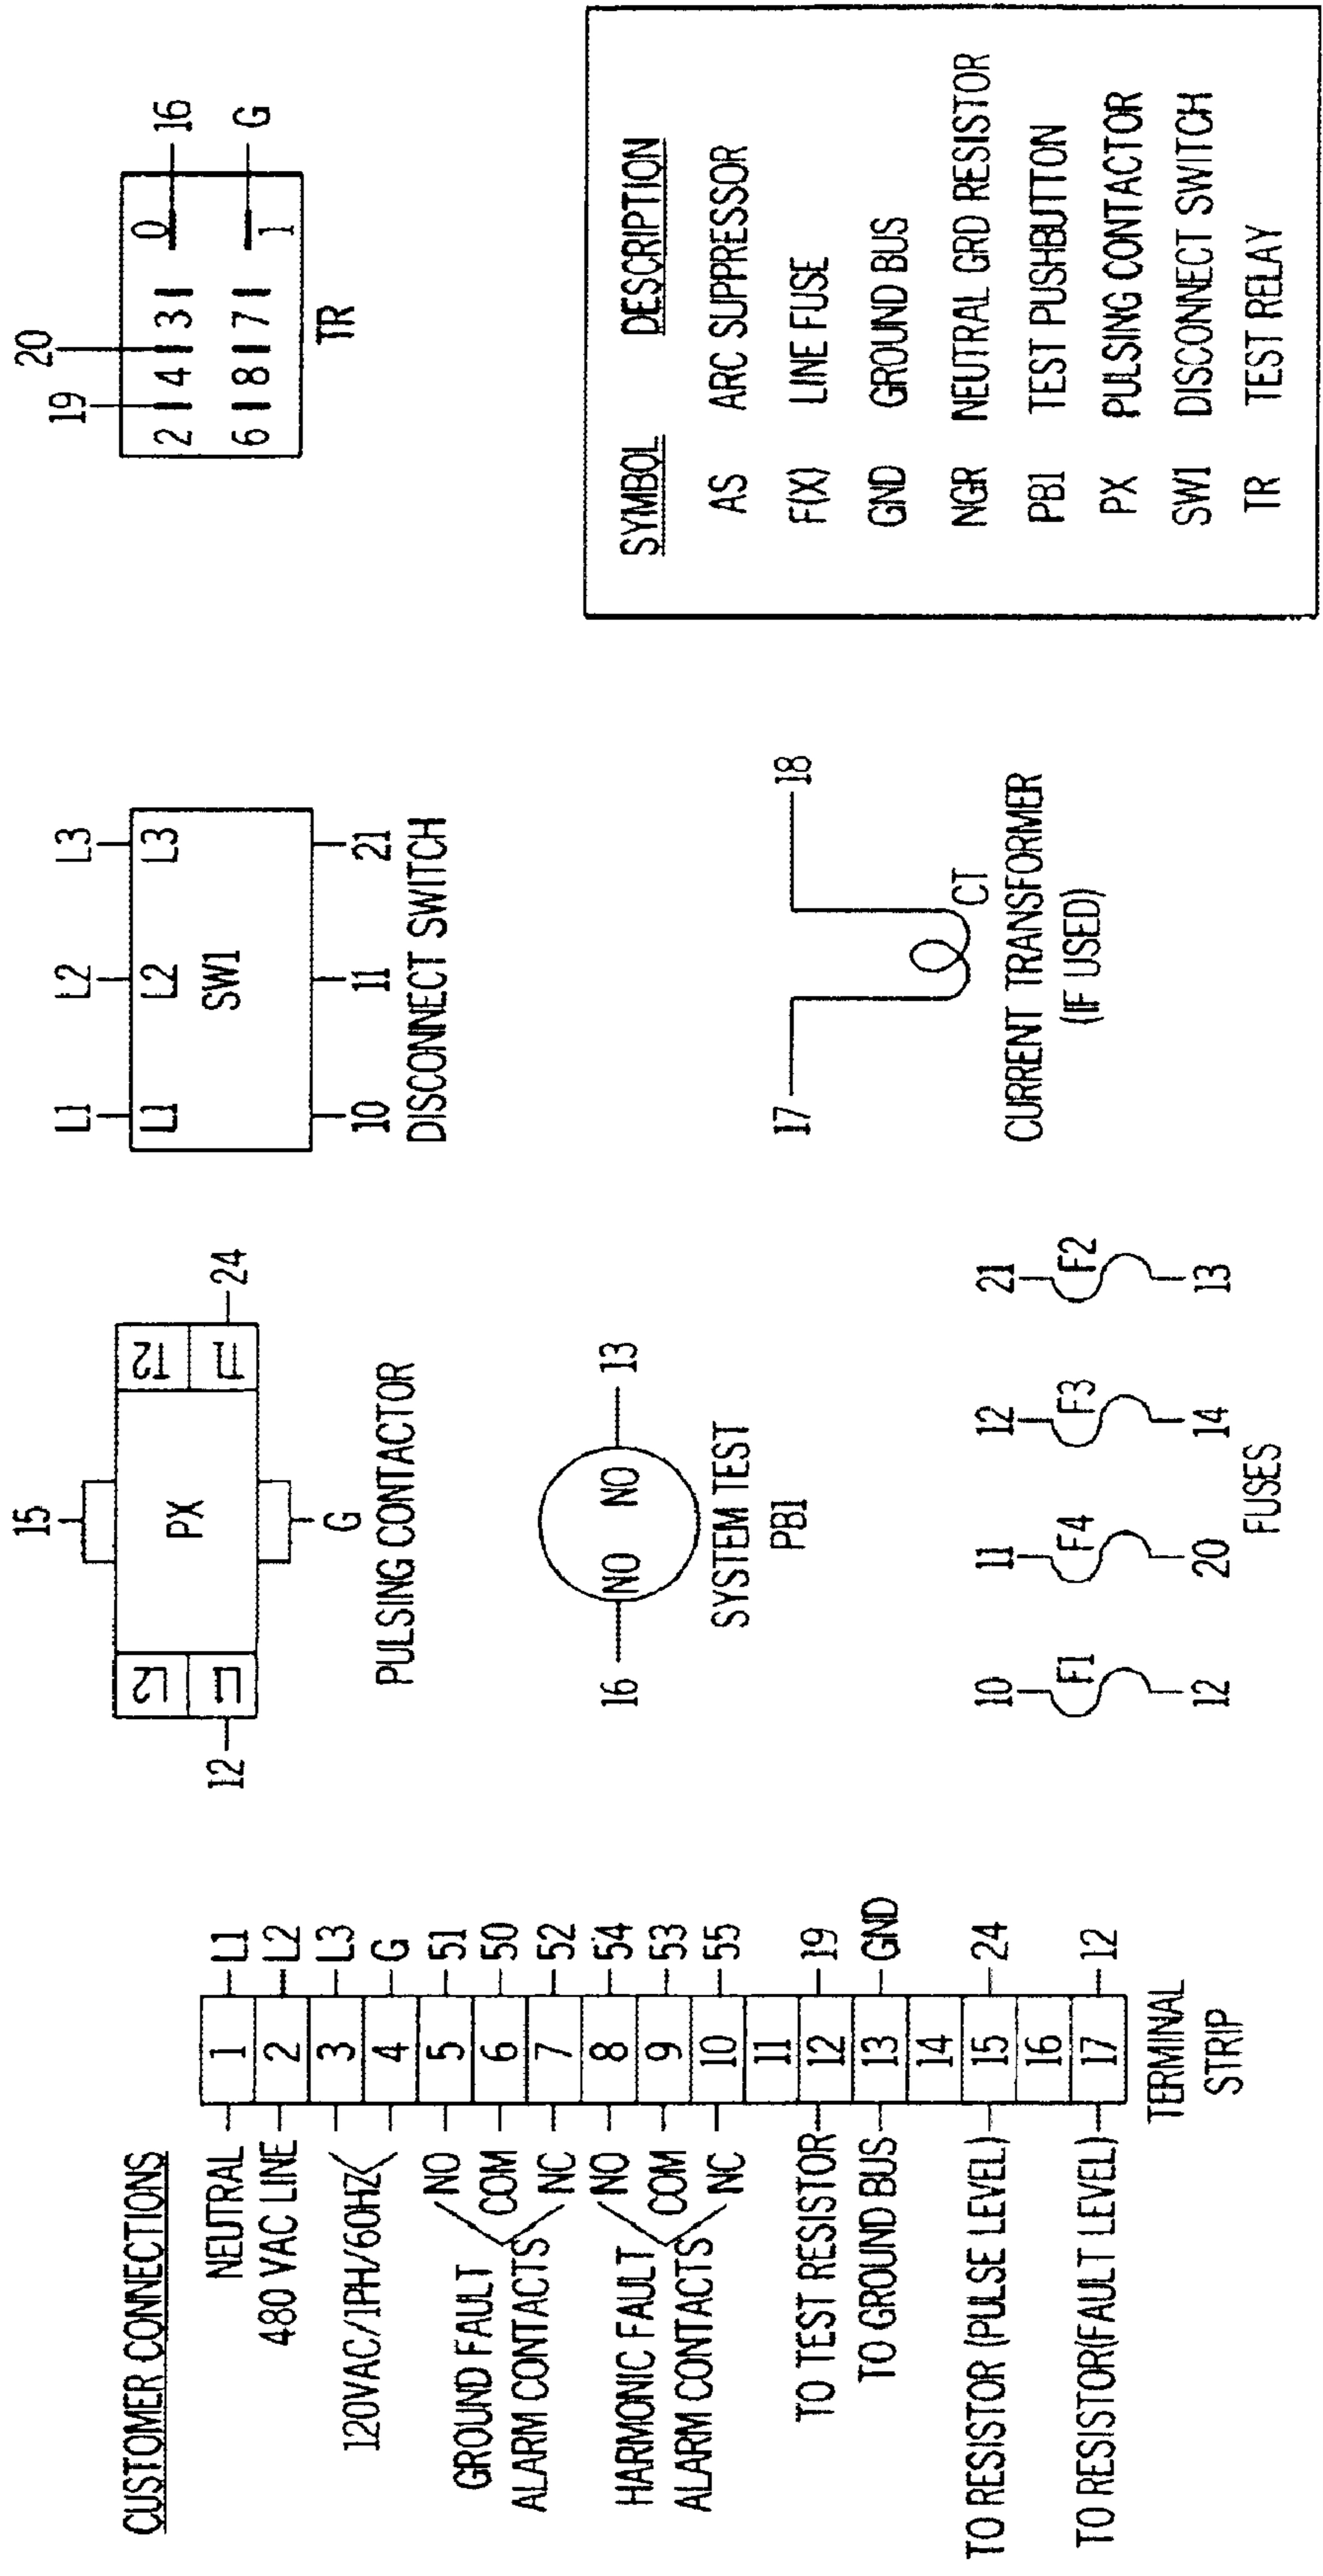 CUSTOMER CONNECTIONS
NEUTRAL 1 L1
480 VAC LINE 2 L2
120VAC/1PH/60HZ
3 L3
4 G
GROUND FAULT
ALARM CONTACTS
NO 5 51
COM 6 50
NC 7 52
HARMONIC FAULT
ALARM CONTACTS
NO 8 54
COM 9 53
NC 10 55
11
TO TEST RESISTOR 12 19
TO GROUND BUS 13 GND
14
TO RESISTOR (PULSE LEVEL) 15 24
16
TO RESISTOR(FAULT LEVEL) 17 12
TERMINAL
STRIP
15
L2 PX T2
12 L1 T1 24
G
PULSING CONTACTOR
16 NO NO 13
SYSTEM TEST
PB1
10 11 12 21
F1 F4 F3 F2
12 20 14 13
FUSES
L1 L2 L3
L1 L2 L3
SW1
10 11 21
DISCONNECT SWITCH
17 18
CT
CURRENT TRANSFORMER
(IF USED)
19 20
2 4 3 0 16
6 8 7 1 G
TR
SYMBOL DESCRIPTION
AS ARC SUPPRESSOR
F(X) LINE FUSE
GND GROUND BUS
NGR NEUTRAL GRD RESISTOR
PB1 TEST PUSHBUTTON
PX PULSING CONTACTOR
SW1 DISCONNECT SWITCH
TR TEST RELAY